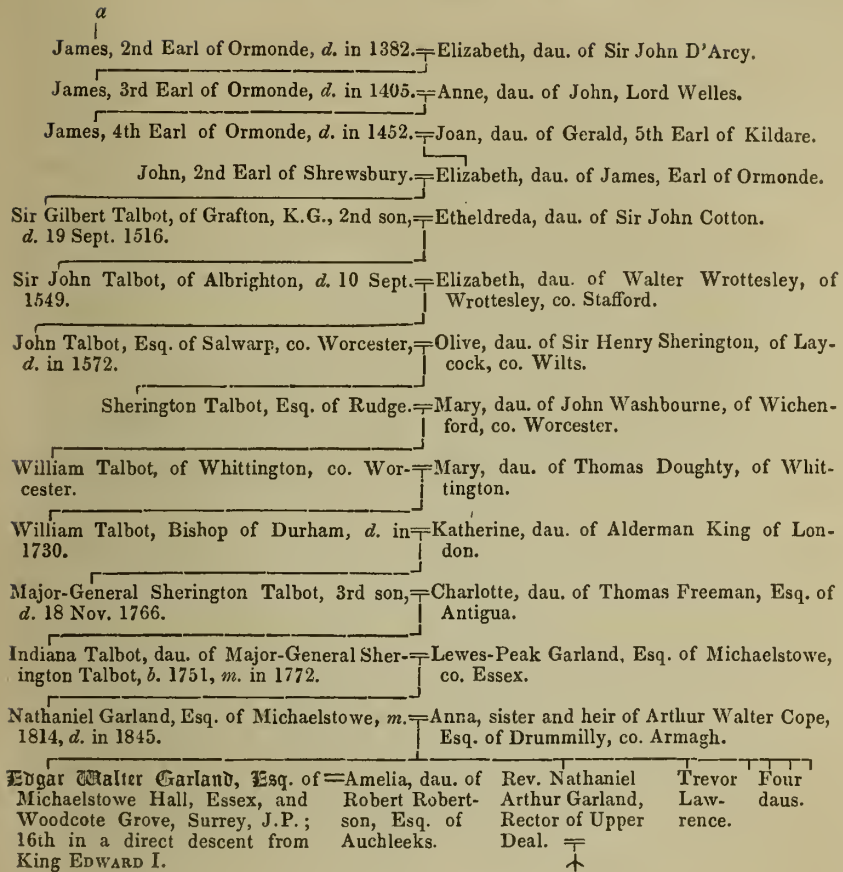 a
James, 2nd Earl of Ormonde, d. in 1382.=Elizabeth, dau. of Sir John D'Arcy.
James, 3rd Earl of Ormonde, d. in 1405.=Anne, dau. of John, Lord Welles.
James, 4th Earl of Ormonde, d. in 1452.=Joan, dau. of Gerald, 5th Earl of Kildare.
John, 2nd Earl of Shrewsbury.=Elizabeth, dau. of James, Earl of Ormonde.
Sir Gilbert Talbot, of Grafton, K.G., 2nd son,=Etheldreda, dau. of Sir John Cotton.
d. 19 Sept. 1516.
Sir John Talbot, of Albrighton, d. 10 Sept.=Elizabeth, dau. of Walter Wrottesley, of
1549. Wrottesley, co. Stafford.
John Talbot, Esq. of Salwarp, co. Worcester,=Olive, dau. of Sir Henry Sherington, of Lay-
d. in 1572. cock, co. Wilts.
Sherington Talbot, Esq. of Rudge.=Mary, dau. of John Washbourne, of Wichen-
ford, co. Worcester.
William Talbot, of Whittington, co. Wor-=Mary, dau. of Thomas Doughty, of Whit-
cester. tington.
William Talbot, Bishop of Durham, d. in=Katherine, dau. of Alderman King of Lon-
1730. don.
Major-General Sherington Talbot, 3rd son,=Charlotte, dau. of Thomas Freeman, Esq. of
d. 18 Nov. 1766. Antigua.
Indiana Talbot, dau. of Major-General Sher-=Lewes-Peak Garland, Esq. of Michaelstowe,
ington Talbot, b. 1751, m. in 1772. co. Essex.
Nathaniel Garland, Esq. of Michaelstowe, m.=Anna, sister and heir of Arthur Walter Cope,
1814, d. in 1845. Esq. of Drummilly, co. Armagh.
Edgar Walter Garland, Esq. of=Amelia, dau. of Rev. Nathaniel Trevor Four
Michaelstowe Hall, Essex, and Robert Robert- Arthur Garland, Law- daus.
Woodcote Grove, Surrey, J.P.; son, Esq. of Rector of Upper rence.
16th in a direct descent from Auchleeks. Deal.
King EDWARD I.